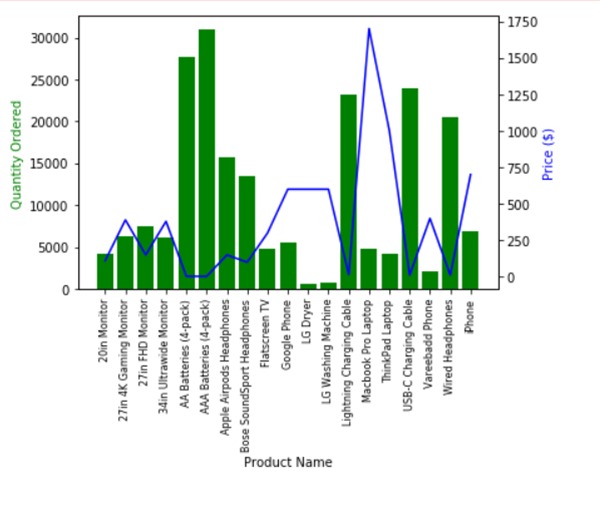 30000
25000
20000
15000
10000
5000
0
Quantity Ordered
1750
1500
1250
1000
750
500
250
0
Price ($)
20in Monitor
27in 4K Gaming Monitor
27in FHD Monitor
34in Ultrawide Monitor
AA Batteries (4-pack)
AAA Batteries (4-pack)
Apple Airpods Headphones
Bose SoundSport Headphones
Flatscreen TV
Google Phone
LG Dryer
LG Washing Machine
Lightning Charging Cable
Macbook Pro Laptop
ThinkPad Laptop
USB-C Charging Cable
Vareebadd Phone
Wired Headphones
iPhone
Product Name